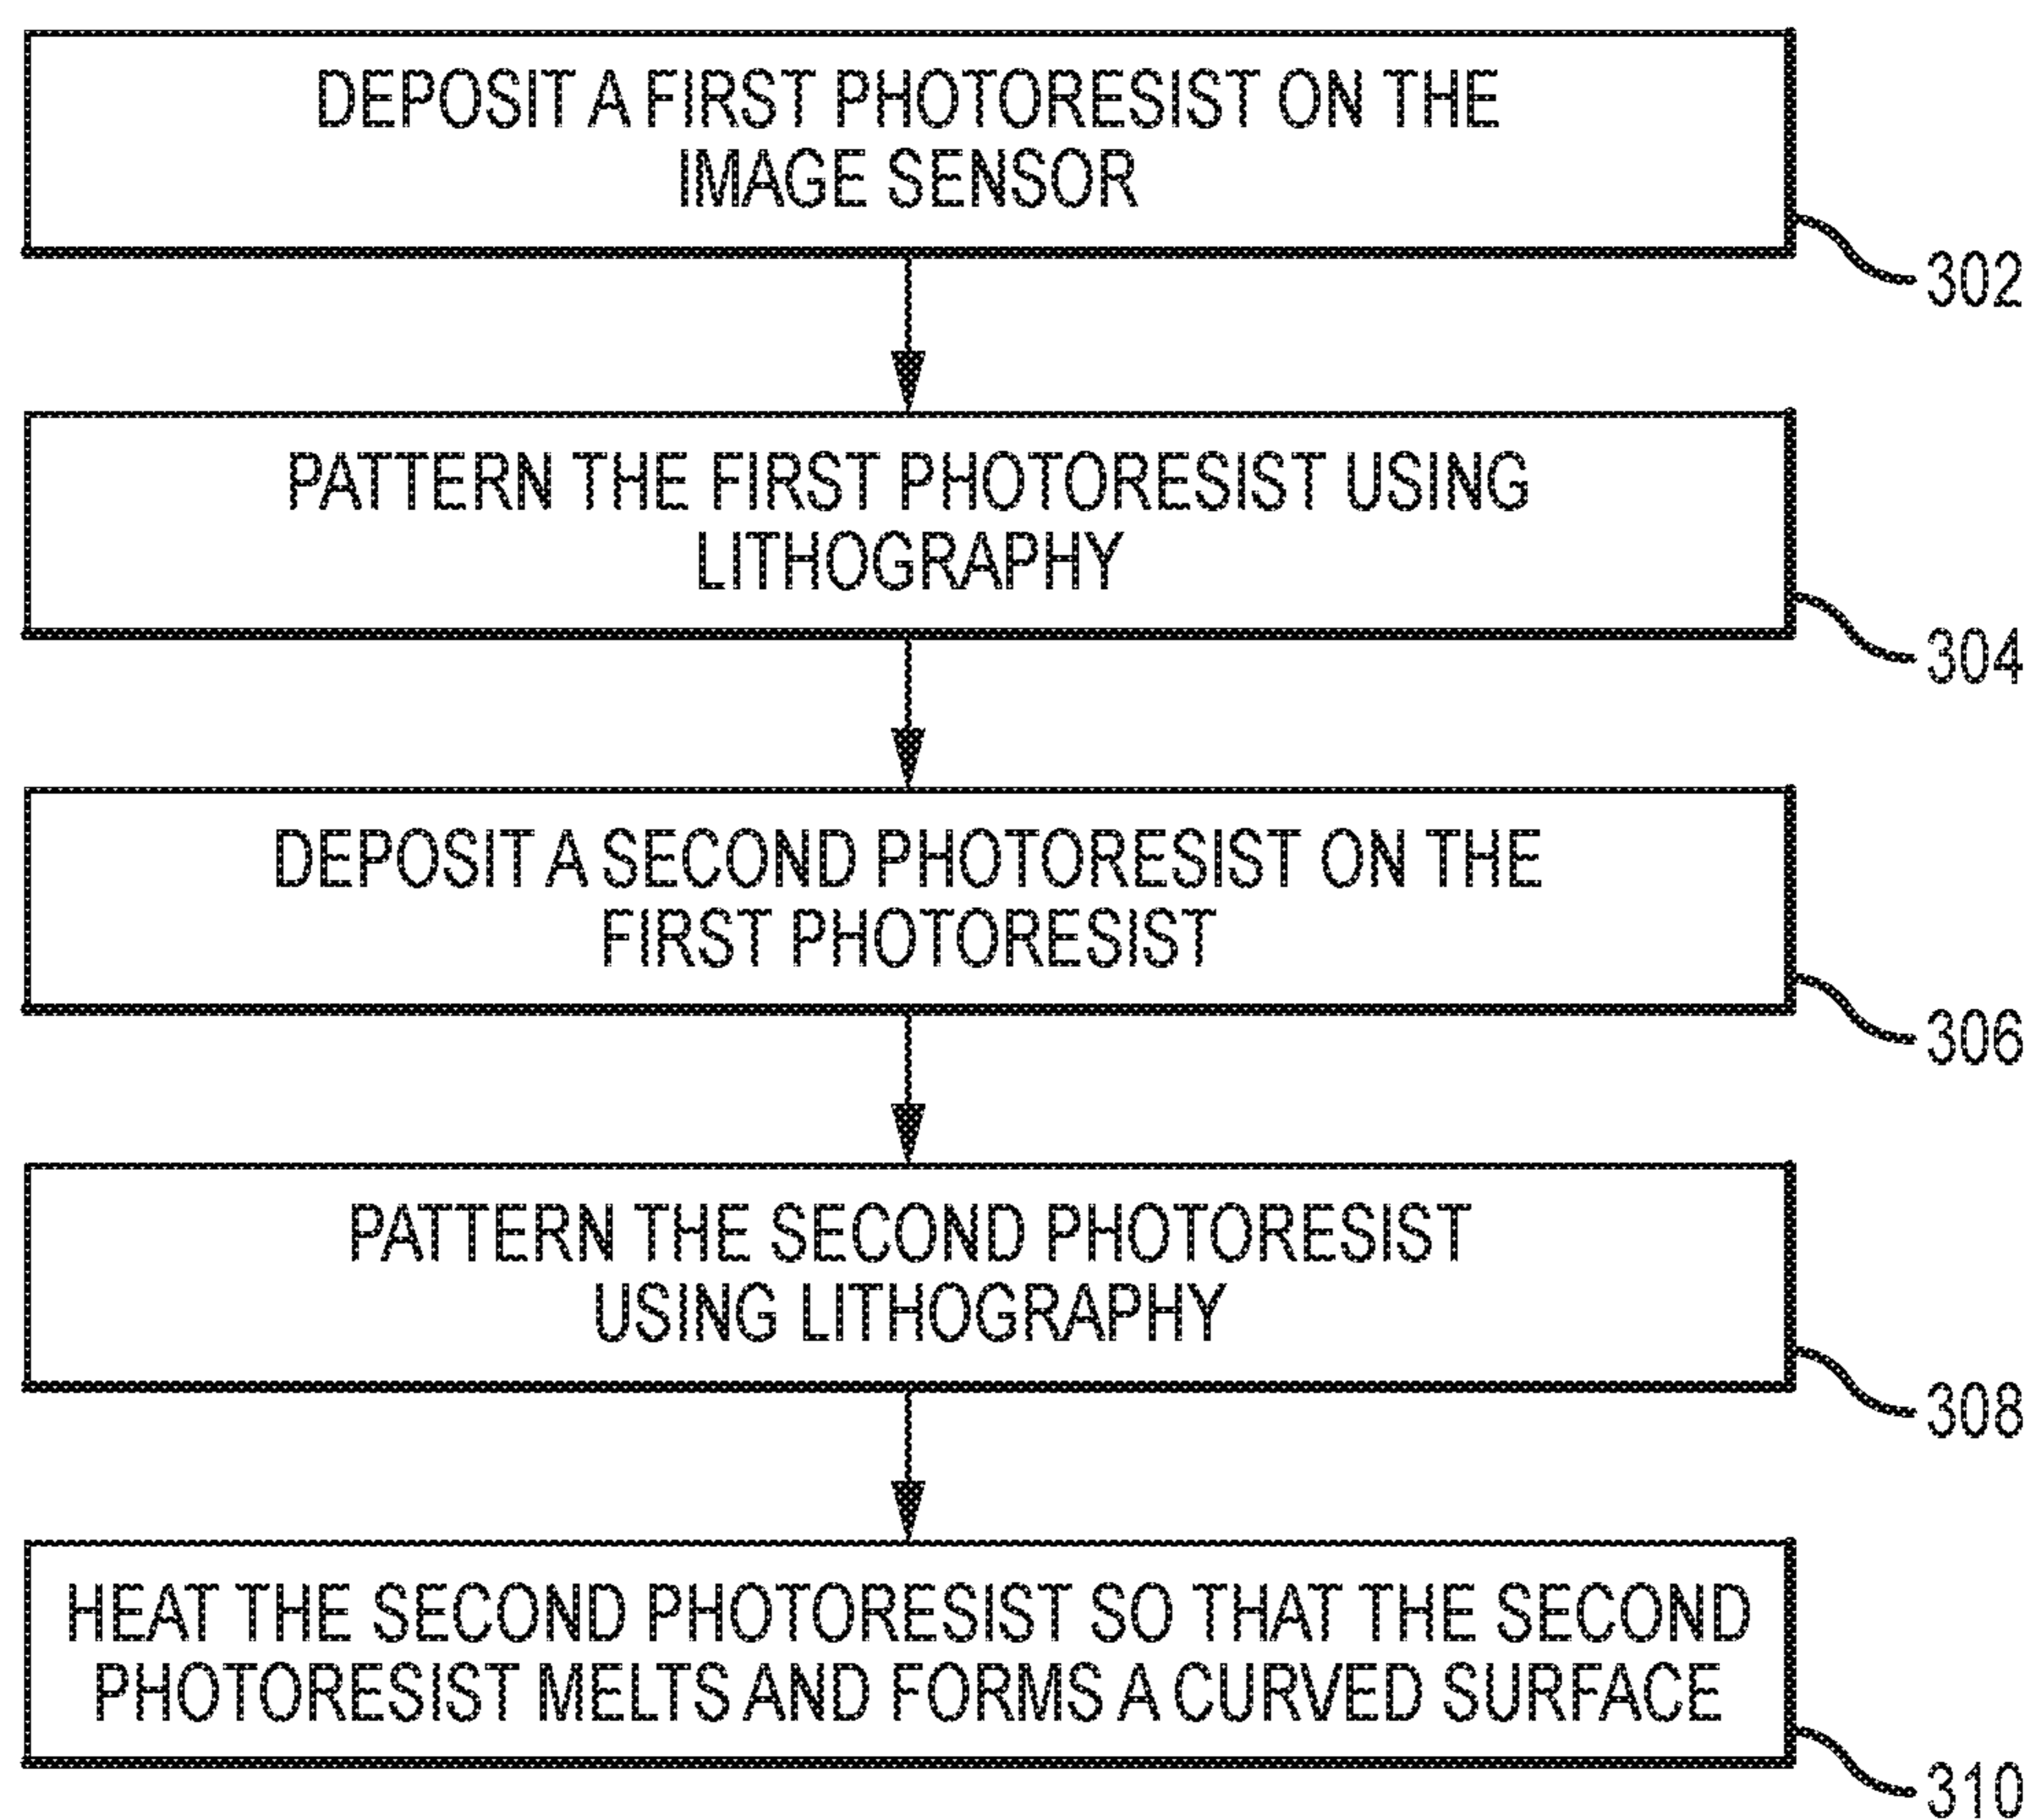 DEPOSIT A FIRST PHOTORESIST ON THE
IMAGE SENSOR
302
PATTERN THE FIRST PHOTORESIST USING
LITHOGRAPHY
304
DEPOSIT A SECOND PHOTORESIST ON THE
FIRST PHOTORESIST
306
PATTERN THE SECOND PHOTORESIST
USING LITHOGRAPHY
308
HEAT THE SECOND PHOTORESIST SO THAT THE SECOND
PHOTORESIST MELTS AND FORMS A CURVED SURFACE
310